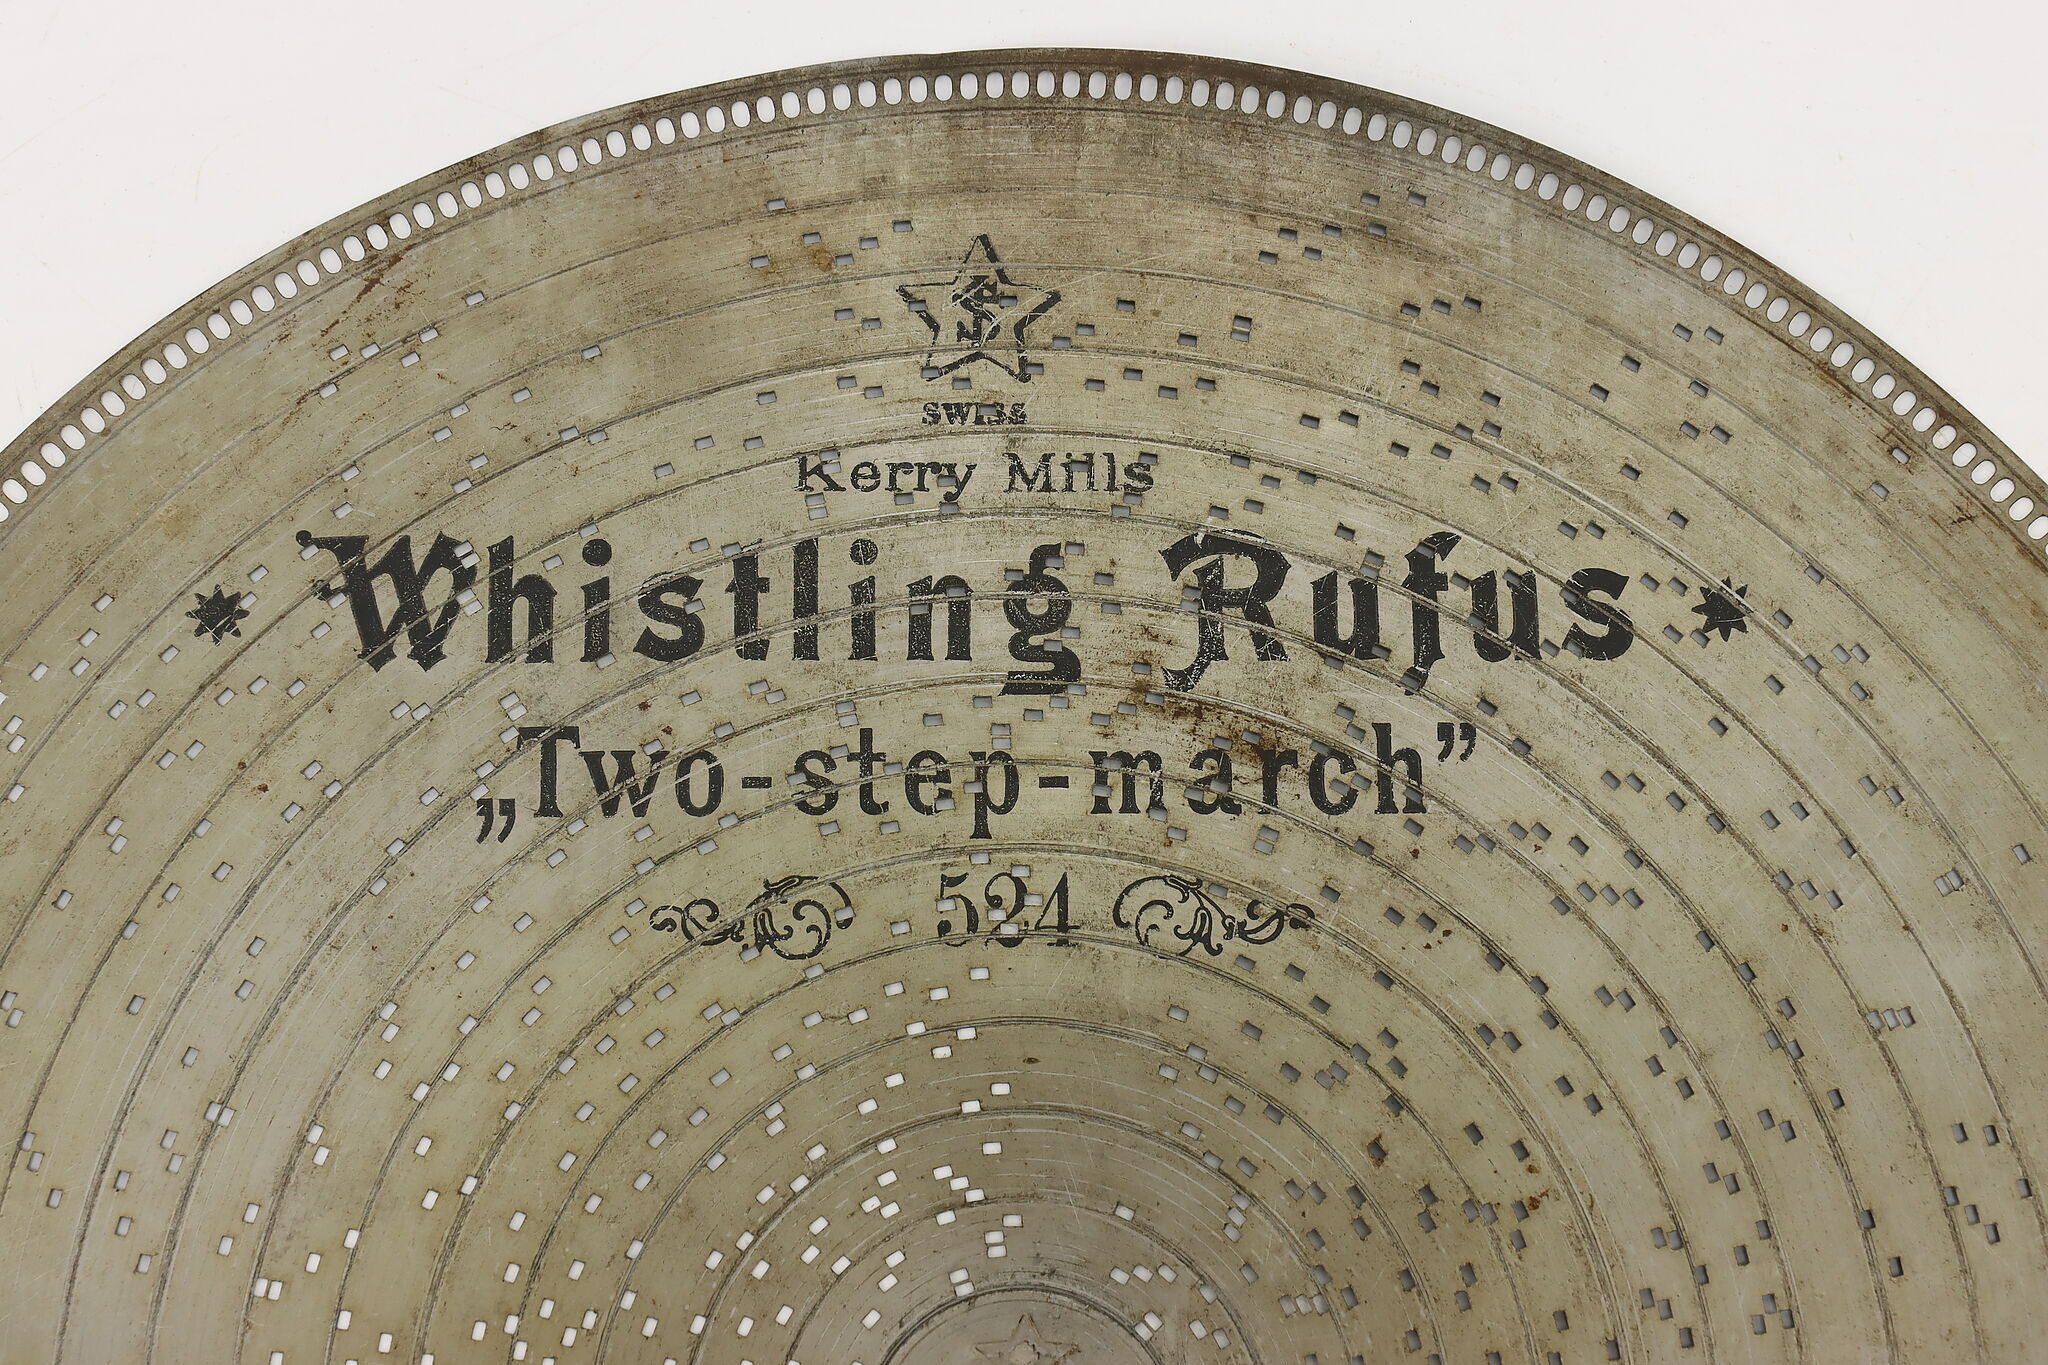 S
SWISS
Kerry Mills
Whistling Rufus
„Two-step-march”
524